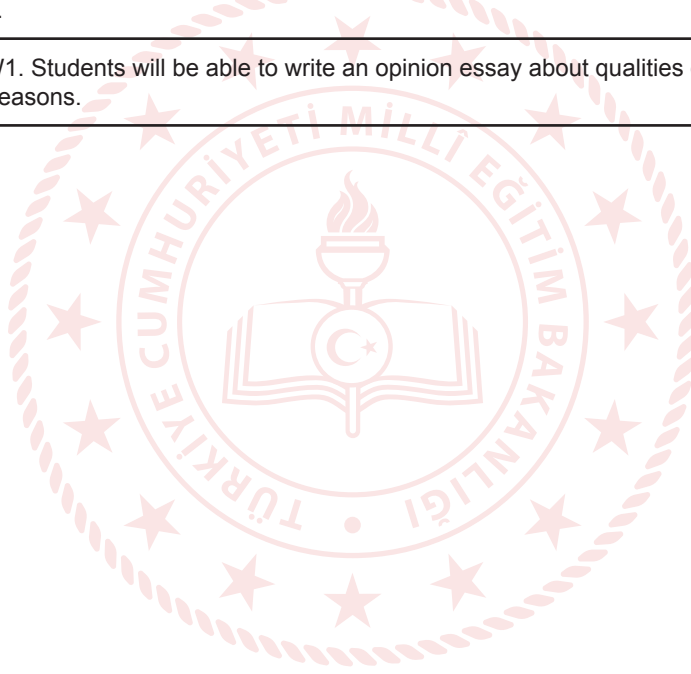 /1. Students will be able to write an opinion essay about qualities
easons.
TÜRKİYE CUMHURİYETİ MİLLÎ EĞİTİM BAKANLIĞI